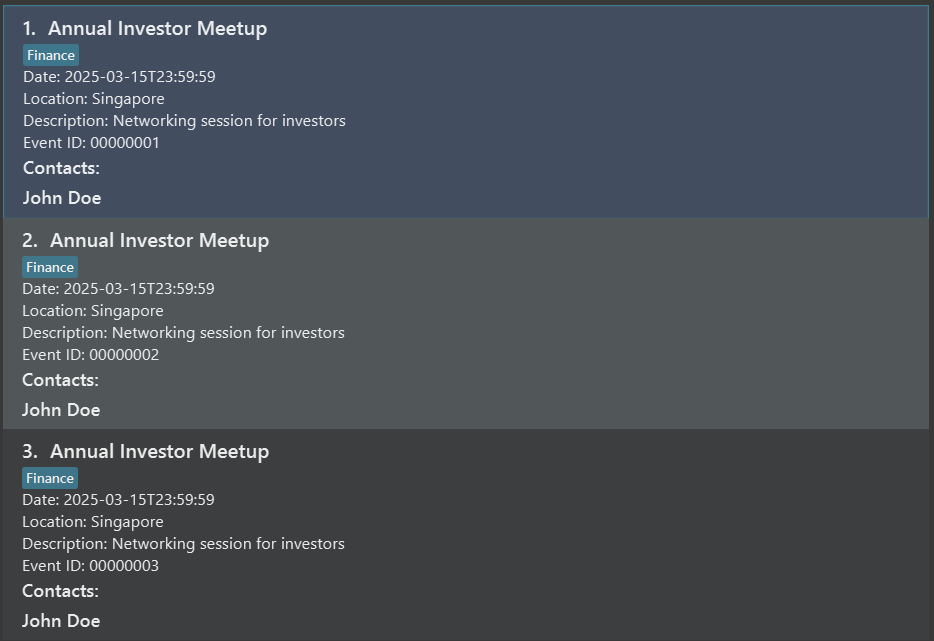 1. Annual Investor Meetup
Finance
Date: 2025-03-15T23:59:59
Location: Singapore
Description: Networking session for investors
Event ID: 00000001
Contacts:
John Doe
2. Annual Investor Meetup
Finance
Date: 2025-03-15T23:59:59
Location: Singapore
Description: Networking session for investors
Event ID: 00000002
Contacts:
John Doe
3. Annual Investor Meetup
Finance
Date: 2025-03-15T23:59:59
Location: Singapore
Description: Networking session for investors
Event ID: 00000003
Contacts:
John Doe